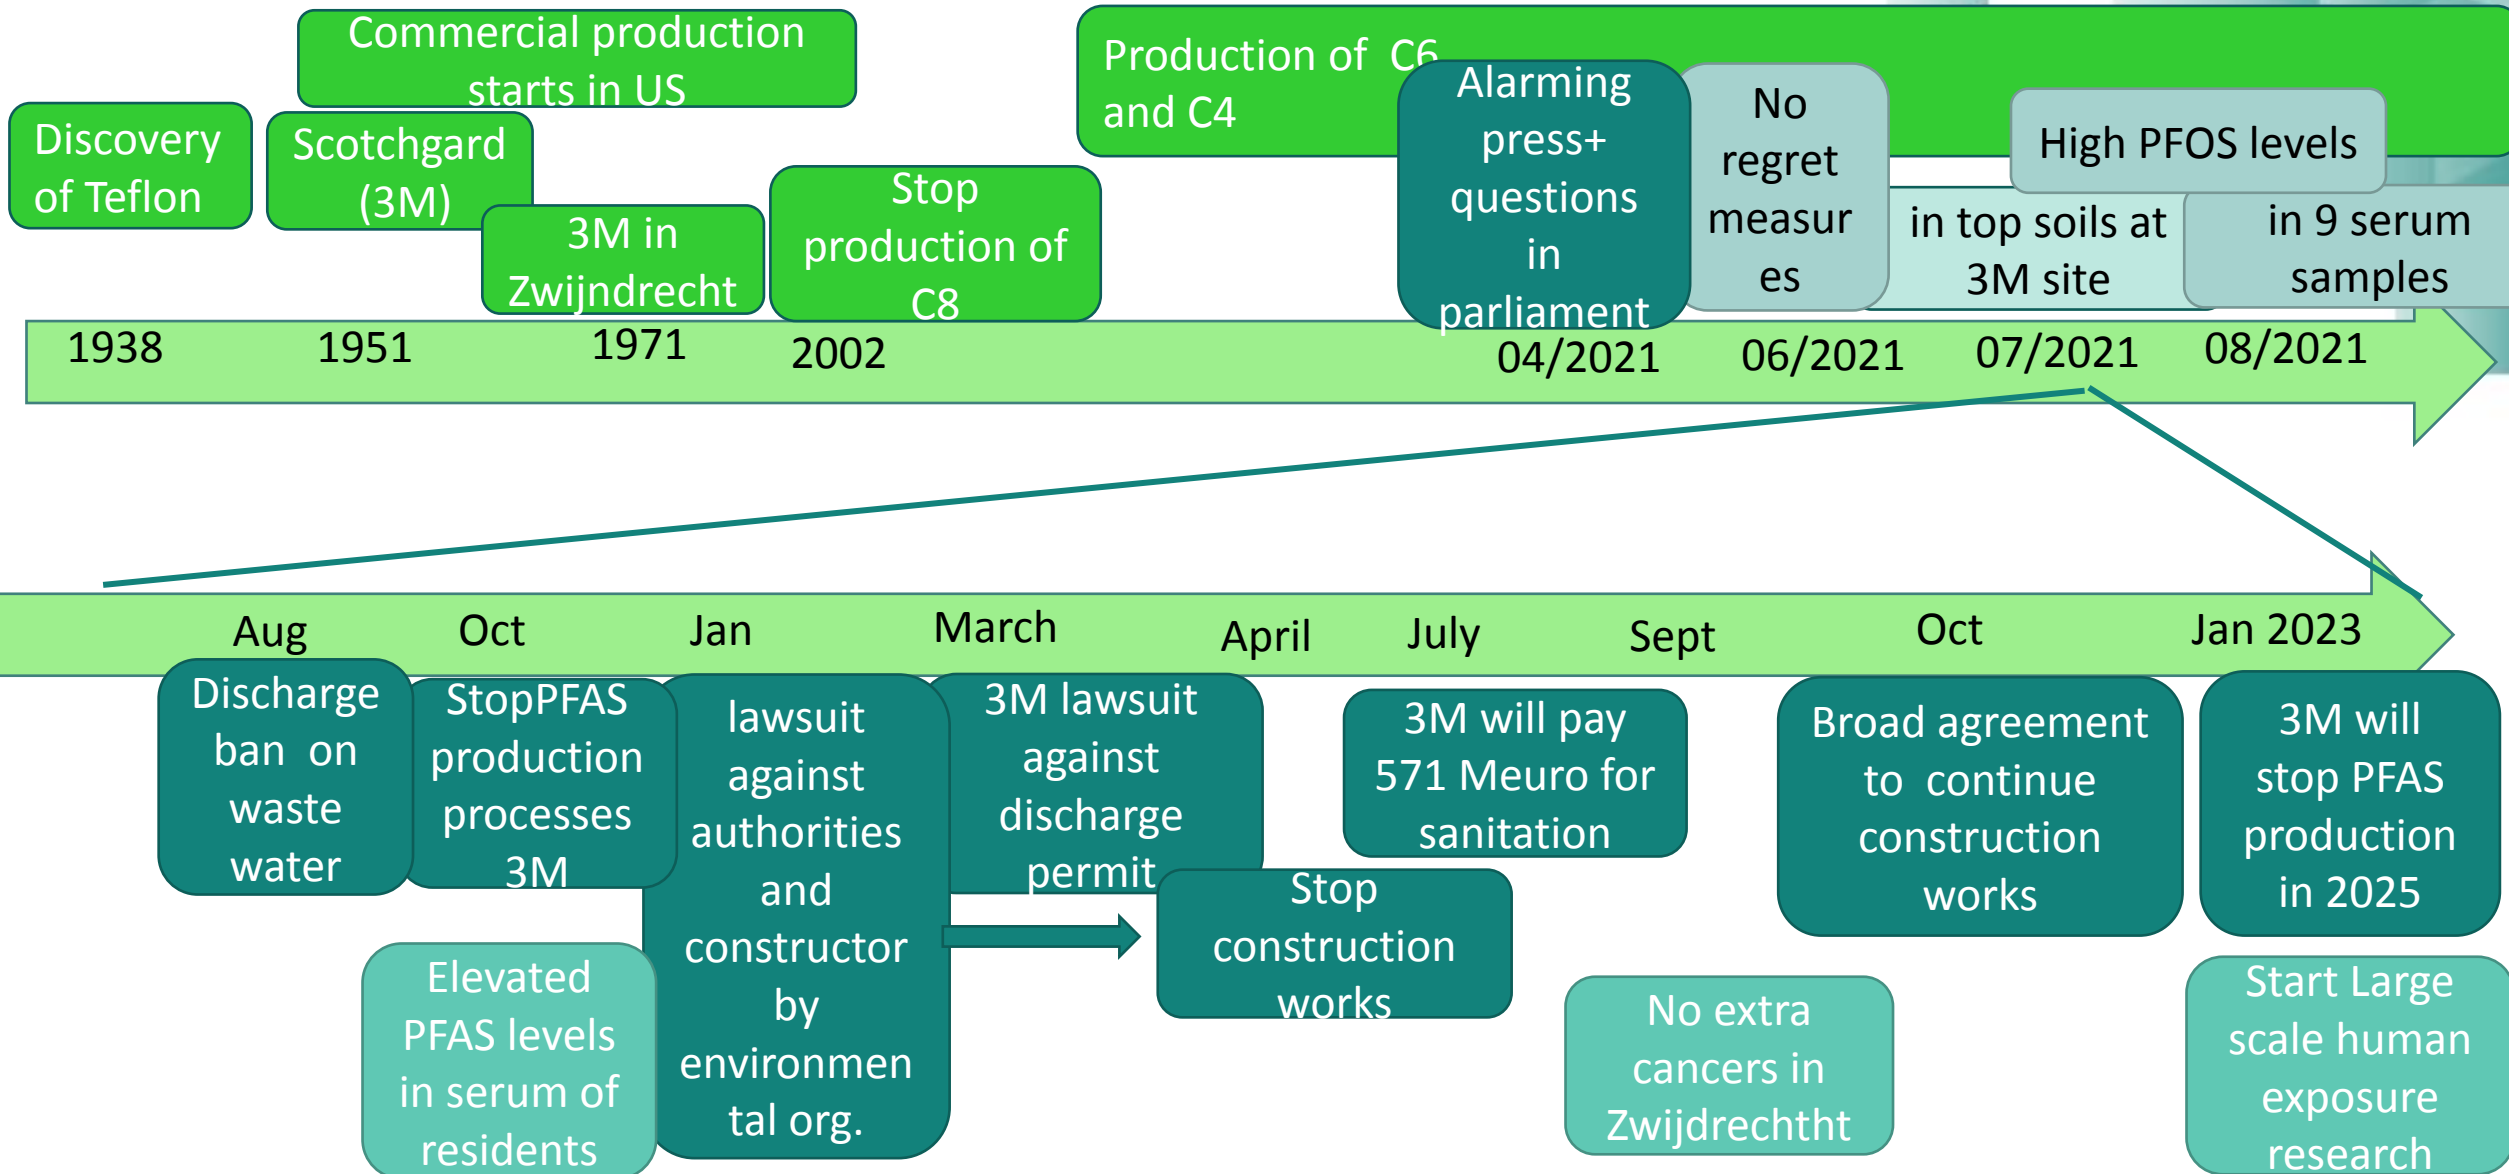 Commercial production
starts in US
Discovery
of Teflon
Scotchgard
(3M)
3M in
Zwijndrecht
Stop
production of
C8
Production of  C6
and C4
Alarming
press+
questions
in
parliament
No
regret
measur
es
High PFOS levels
in top soils at
3M site
in 9 serum
samples
1938
1951
1971
2002
04/2021
06/2021
07/2021
08/2021
Aug
Oct
Jan
March
April
July
Sept
Oct
Jan 2023
Discharge
ban  on
waste
water
StopPFAS
production
processes
3M
lawsuit
against
authorities
and
constructor
by
environmen
tal org.
3M lawsuit
against
discharge
permit
Stop
construction
works
3M will pay
571 Meuro for
sanitation
Broad agreement
to  continue
construction
works
3M will
stop PFAS
production
in 2025
Elevated
PFAS levels
in serum of
residents
No extra
cancers in
Zwijdrechtht
Start Large
scale human
exposure
research